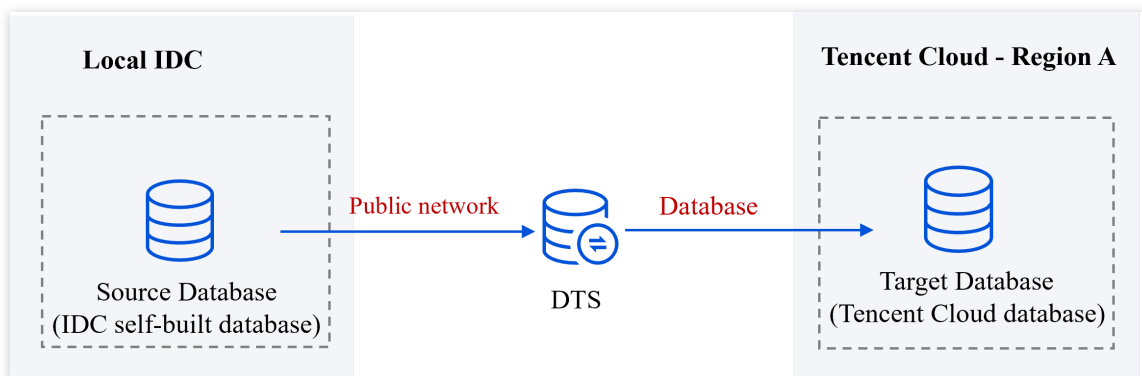 Local IDC
Tencent Cloud - Region A
Public network
Database
Source Database
(IDC self-built database)
DTS
Target Database
(Tencent Cloud database)